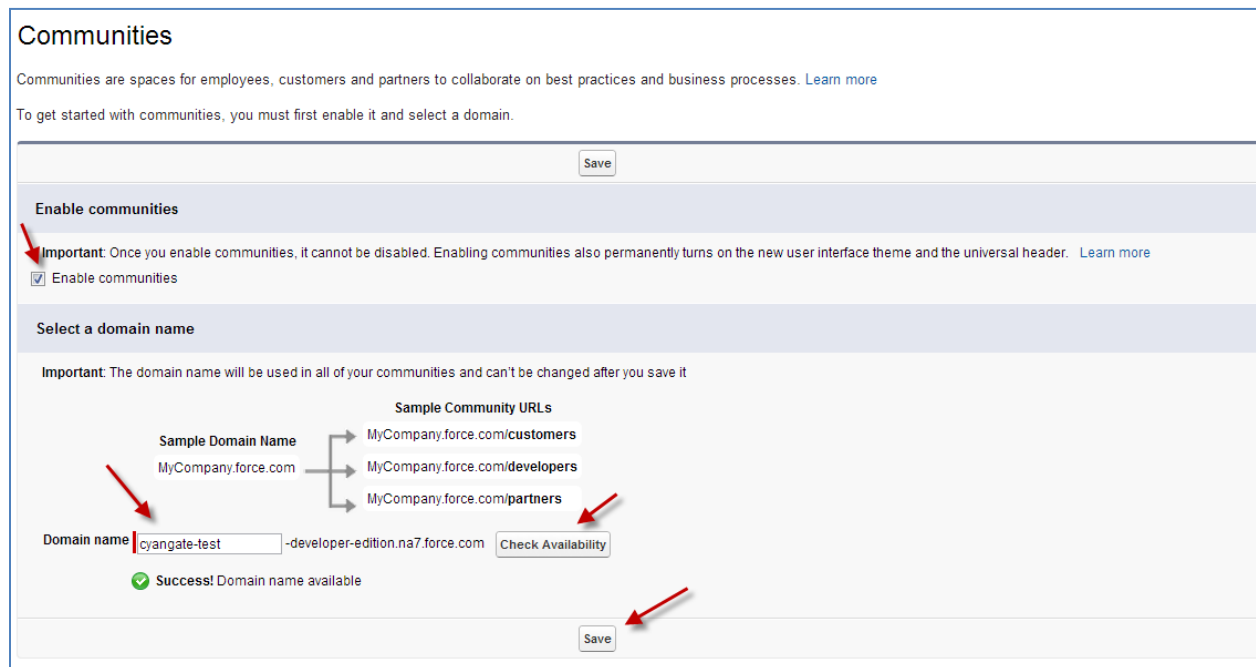 Communities
Communities are spaces for employees, customers and partners to collaborate on best practices and business processes. Learn more
To get started with communities, you must first enable it and select a domain.
Save
Enable communities
Important: Once you enable communities, it cannot be disabled. Enabling communities also permanently turns on the new user interface theme and the universal header. Learn more
Enable communities
Select a domain name
Important: The domain name will be used in all of your communities and can't be changed after you save it
Sample Community URLs
MyCompany.force.com/customers
Sample Domain Name
MyCompany.force.com
MyCompany.force.com/developers
MyCompany.force.com/partners
Domain name cyangate-test -developer-edition.na7.force.com Check Availability
Success! Domain name available
Save